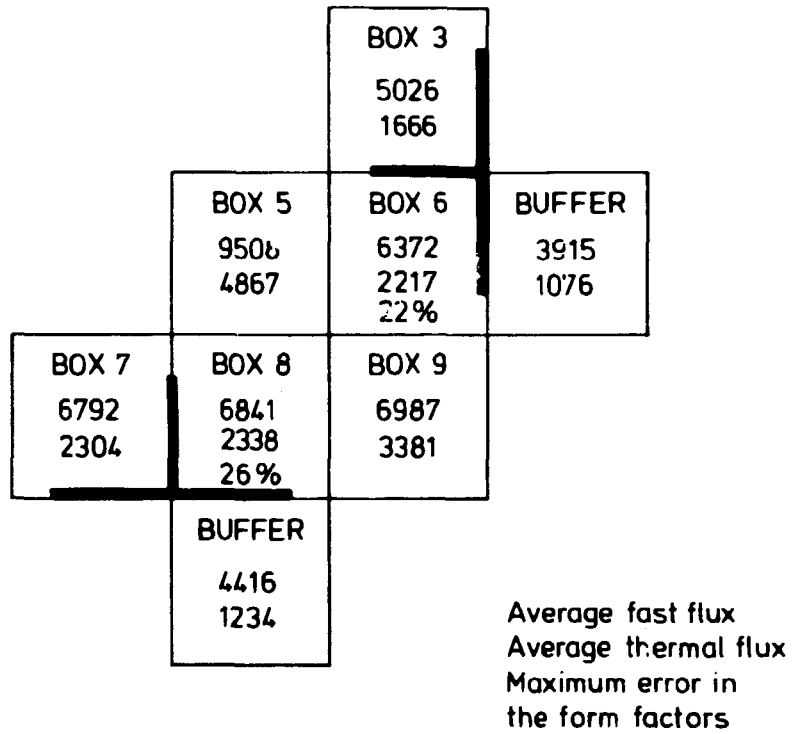 BOX 3
5026
1666
BOX 5
4867
BOX 6
6372
2217
22%
BUFFER
3915
1076
BOX 7
6792
2304
BOX 8
6841
2338
26%
BOX 9
6987
3381
BUFFER
4416
1234
Average fast flux
Average thermal flux
Maximum error in
the form factors